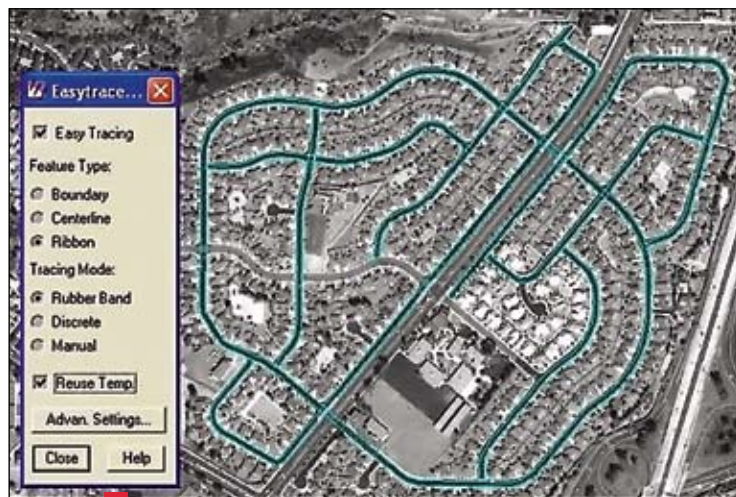 Easytrace...
Easy Tracing
Feature Type:
Boundary
Centerline
Ribbon
Tracing Mode:
Rubber Band
Discrete
Manual
Reuse Temp.
Advan. Settings...
Close Help